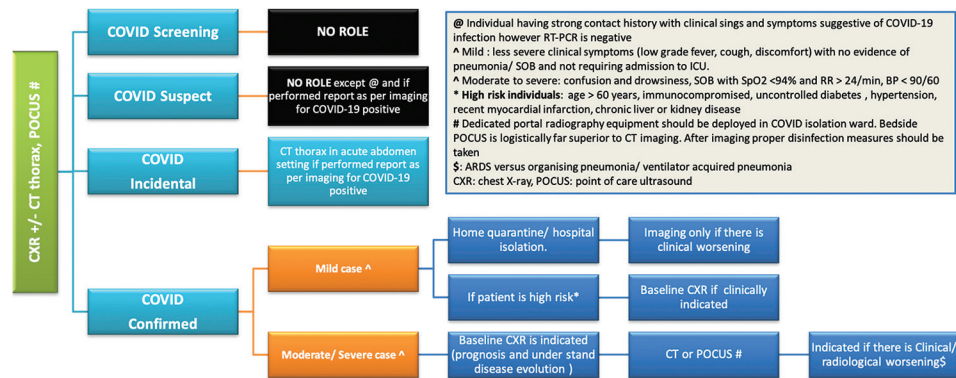 CXR +/- CT thorax, POCUS #
COVID Screening
NO ROLE
COVID Suspect
NO ROLE except @ and if
performed report as per imaging
for COVID-19 positive
COVID
Incidental
CT thorax in acute abdomen
setting if performed report as
per imaging for COVID-19
positive
COVID
Confirmed
Mild case ^
Home quarantine/ hospital
isolation.
Imaging only if there is
clinical worsening
If patient is high risk*
Baseline CXR if clinically
indicated
Moderate/ Severe case ^
Baseline CXR is indicated
(prognosis and under stand
disease evolution )
CT or POCUS #
Indicated if there is Clinical/
radiological worsening$
@ Individual having strong contact history with clinical sings and symptoms suggestive of COVID-19
infection however RT-PCR is negative
^ Mild : less severe clinical symptoms (low grade fever, cough, discomfort) with no evidence of
pneumonia/ SOB and not requiring admission to ICU.
^ Moderate to severe: confusion and drowsiness, SOB with SpO2 <94% and RR > 24/min, BP < 90/60
* High risk individuals: age > 60 years, immunocompromised, uncontrolled diabetes , hypertension,
recent myocardial infarction, chronic liver or kidney disease
# Dedicated portal radiography equipment should be deployed in COVID isolation ward. Bedside
POCUS is logistically far superior to CT imaging. After imaging proper disinfection measures should be
taken
$: ARDS versus organising pneumonia/ ventilator acquired pneumonia
CXR: chest X-ray, POCUS: point of care ultrasound